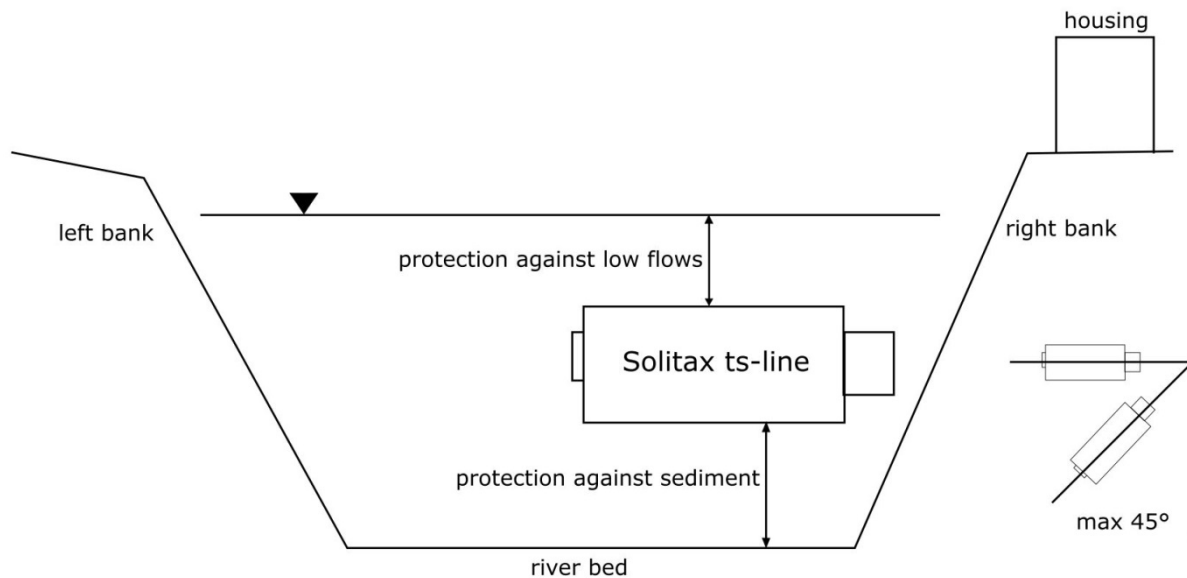 housing
left bank
right bank
protection against low flows
Solitax ts-line
protection against sediment
max 45°
river bed